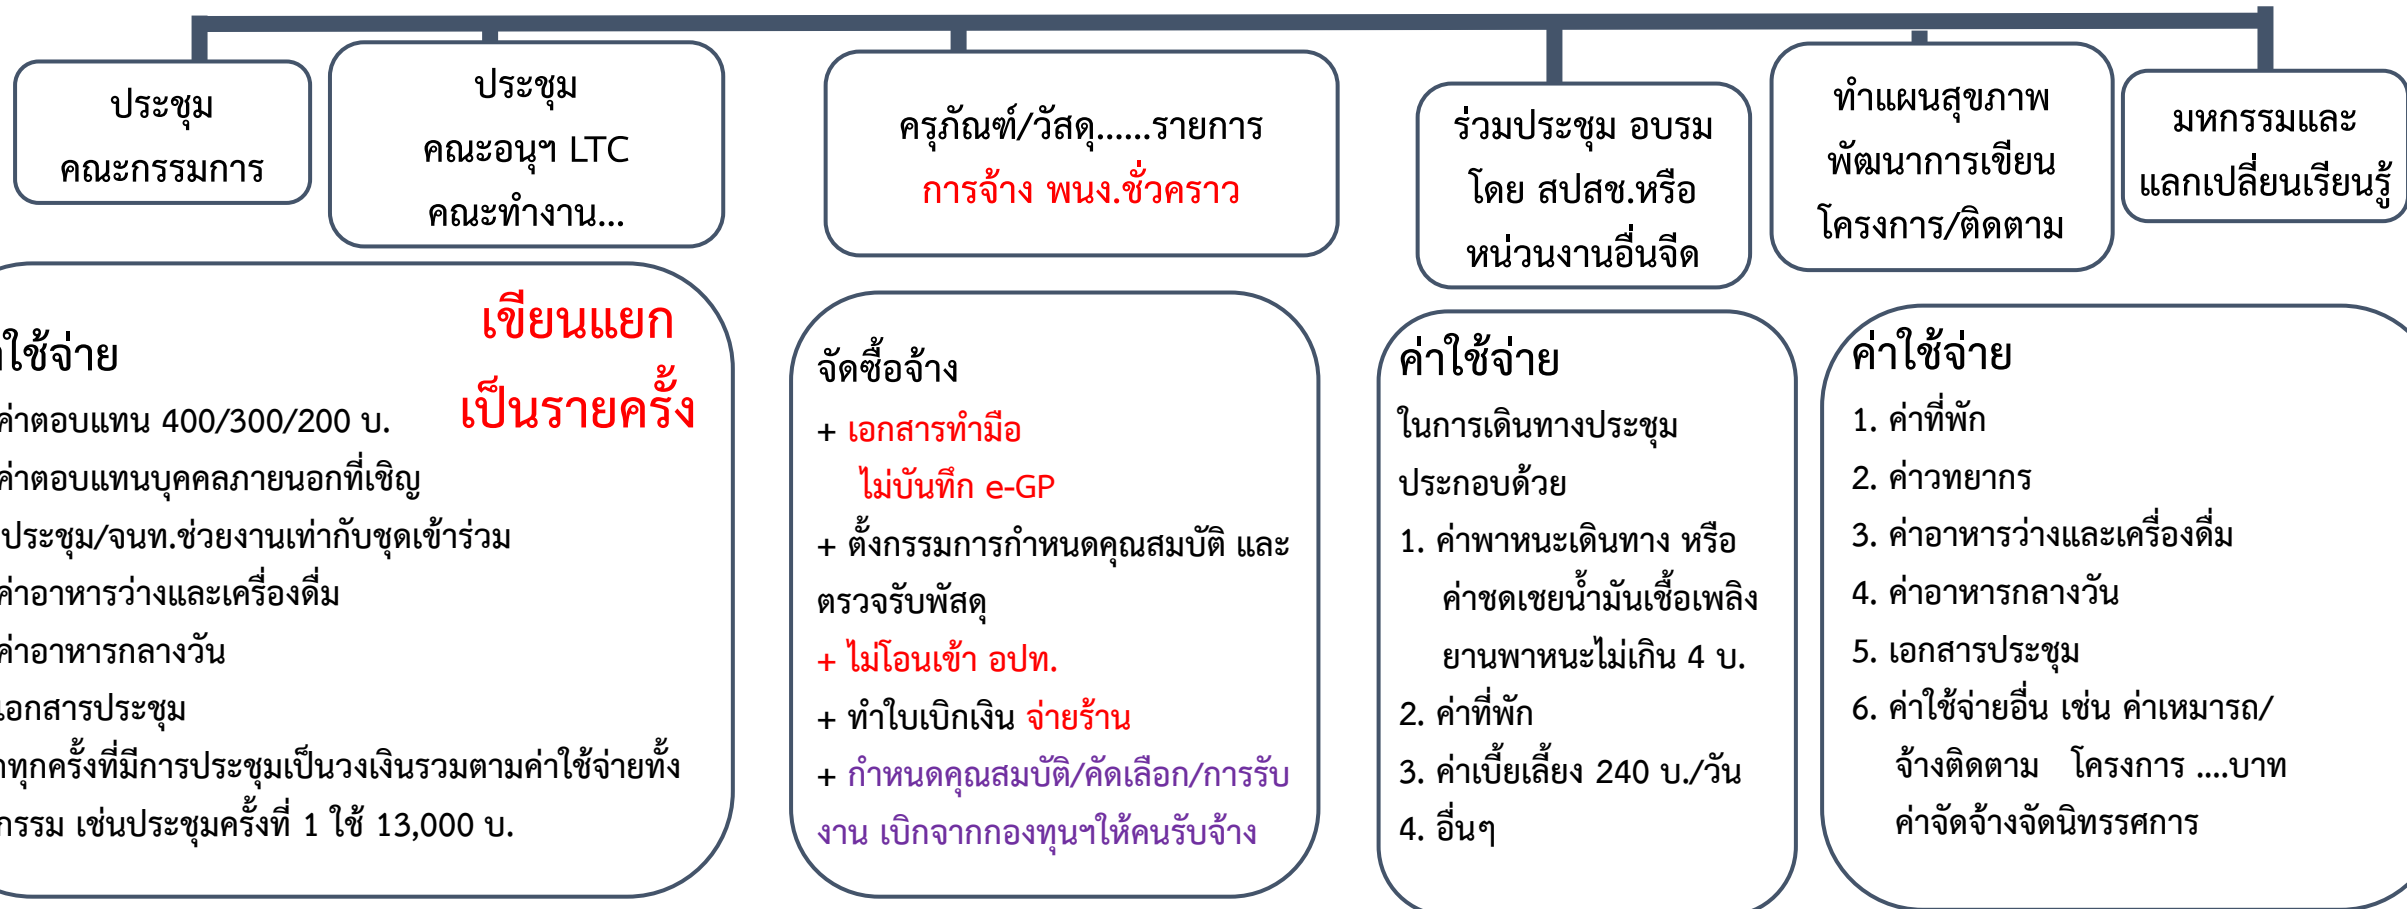 ประชุม
คณะกรรมการ
ประชุม
คณะอนุฯ LTC
คณะทำงาน...
ครุภัณฑ์/วัสดุ......รายการ
การจ้าง พนง.ชั่วคราว
ร่วมประชุม อบรม
โดย สปสช.หรือ
หน่วนงานอื่นจีด
ทำแผนสุขภาพ
พัฒนาการเขียน
โครงการ/ติดตาม
มหกรรมและ
แลกเปลี่ยนเรียนรู้
เขียนแยก
เป็นรายครั้ง
ใช้จ่าย
ค่าตอบแทน 400/300/200 บ.
ค่าตอบแทนบุคคลภายนอกที่เชิญ
ประชุม/จนท.ช่วยงานเท่ากับชุดเข้าร่วม
ค่าอาหารว่างและเครื่องดื่ม
ค่าอาหารกลางวัน
เอกสารประชุม
ทุกครั้งที่มีการประชุมเป็นวงเงินรวมตามค่าใช้จ่ายทั้ง
กรรม เช่นประชุมครั้งที่ 1 ใช้ 13,000 บ.
จัดซื้อจ้าง
+ เอกสารทำมือ
ไม่บันทึก e-GP
+ ตั้งกรรมการกำหนดคุณสมบัติ และ
ตรวจรับพัสดุ
+ ไม่โอนเข้า อปท.
+ ทำใบเบิกเงิน จ่ายร้าน
+ กำหนดคุณสมบัติ/คัดเลือก/การรับ
งาน เบิกจากกองทุนฯให้คนรับจ้าง
ค่าใช้จ่าย
ในการเดินทางประชุม
ประกอบด้วย
1. ค่าพาหนะเดินทาง หรือ
ค่าชดเชยน้ำมันเชื้อเพลิง
ยานพาหนะไม่เกิน 4 บ.
2. ค่าที่พัก
3. ค่าเบี้ยเลี้ยง 240 บ./วัน
4. อื่นๆ
ค่าใช้จ่าย
1. ค่าที่พัก
2. ค่าวทยากร
3. ค่าอาหารว่างและเครื่องดื่ม
4. ค่าอาหารกลางวัน
5. เอกสารประชุม
6. ค่าใช้จ่ายอื่น เช่น ค่าเหมารถ/
จ้างติดตาม โครงการ ....บาท
ค่าจัดจ้างจัดนิทรรศการ